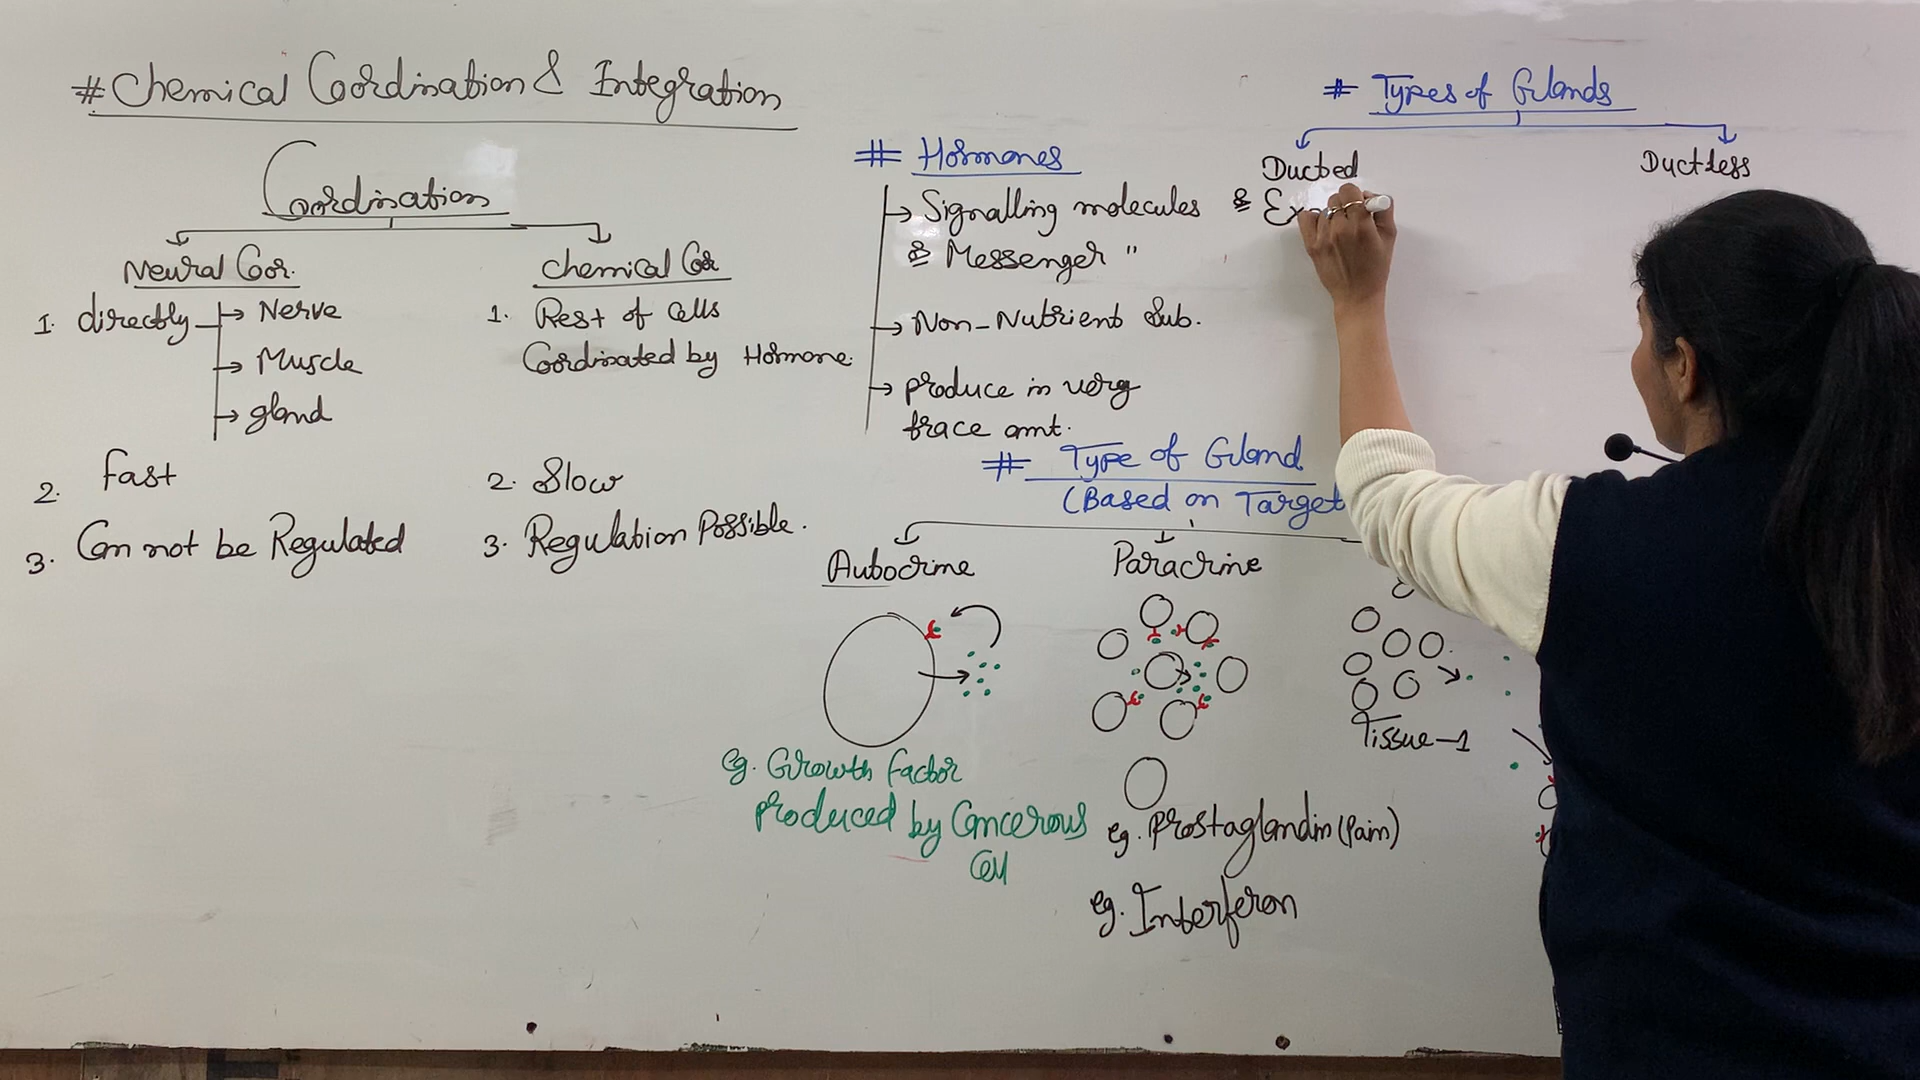 # Chemical Coordination & Integration
Coordination
Neural Cor.
1. directly → Nerve
→ Muscle
→ gland
2. fast
3. Can not be Regulated
Chemical Cor
1. Rest of Cells
Coordinated by Hormone.
2. Slow
3. Regulation Possible.
# Hormones
→ Signalling molecules
& Messenger "
→ Non-Nutrient Sub.
→ produce in very
trace amt.
# Types of Glands
Ducted
Ductless
# Type of Gland
(Based on Target
Autocrine
eg. Growth factor
produced by Cancerous
Cell
Paracrine
eg. Prostaglandin (Pain)
eg. Interferon
Tissue-1